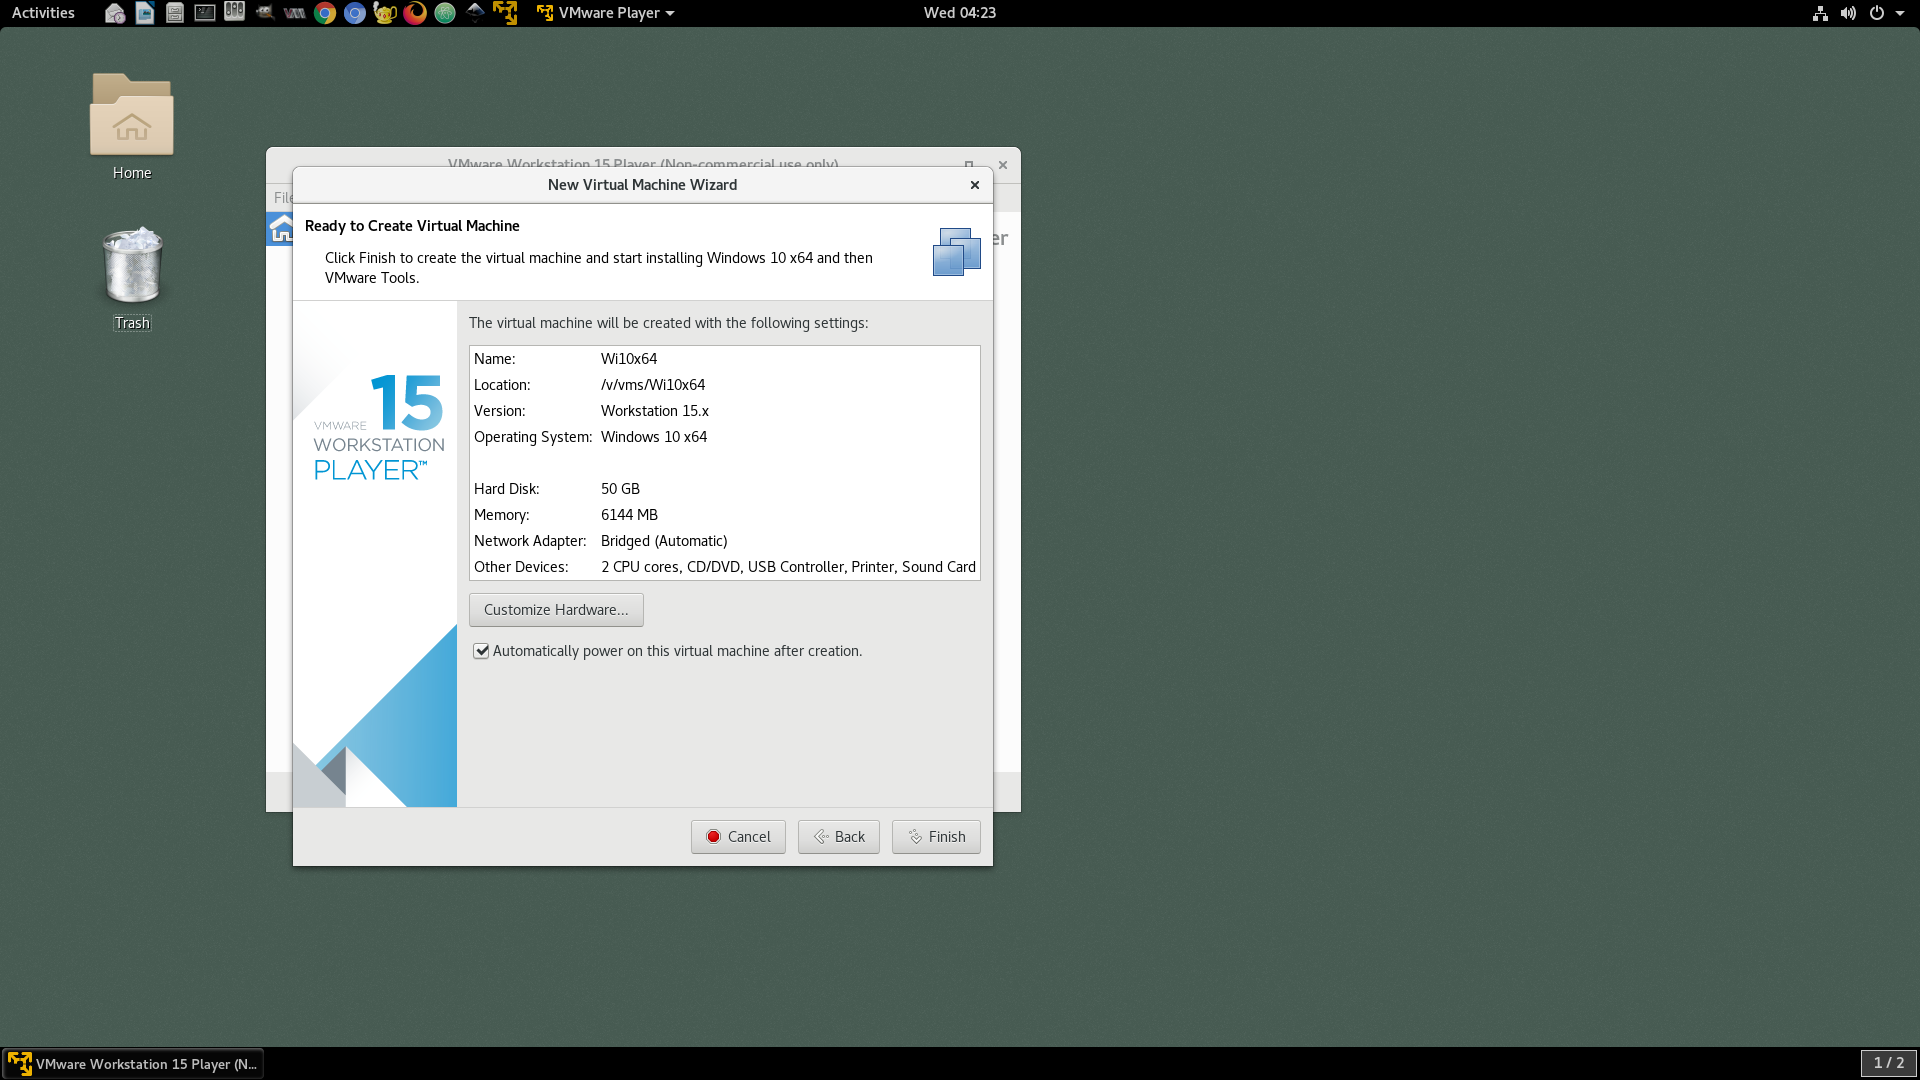 Activities
VMware Player
Wed 04:23
Home
Trash
VMware Workstation 15 Player (Non-commercial use only)
File
er
New Virtual Machine Wizard
Ready to Create Virtual Machine
Click Finish to create the virtual machine and start installing Windows 10 x64 and then
VMware Tools.
15
VMWARE
WORKSTATION
PLAYER™
The virtual machine will be created with the following settings:
Name: Wi10x64
Location: /v/vms/Wi10x64
Version: Workstation 15.x
Operating System: Windows 10 x64
Hard Disk: 50 GB
Memory: 6144 MB
Network Adapter: Bridged (Automatic)
Other Devices: 2 CPU cores, CD/DVD, USB Controller, Printer, Sound Card
Customize Hardware...
Automatically power on this virtual machine after creation.
Cancel
Back
Finish
VMware Workstation 15 Player (N...
1 / 2